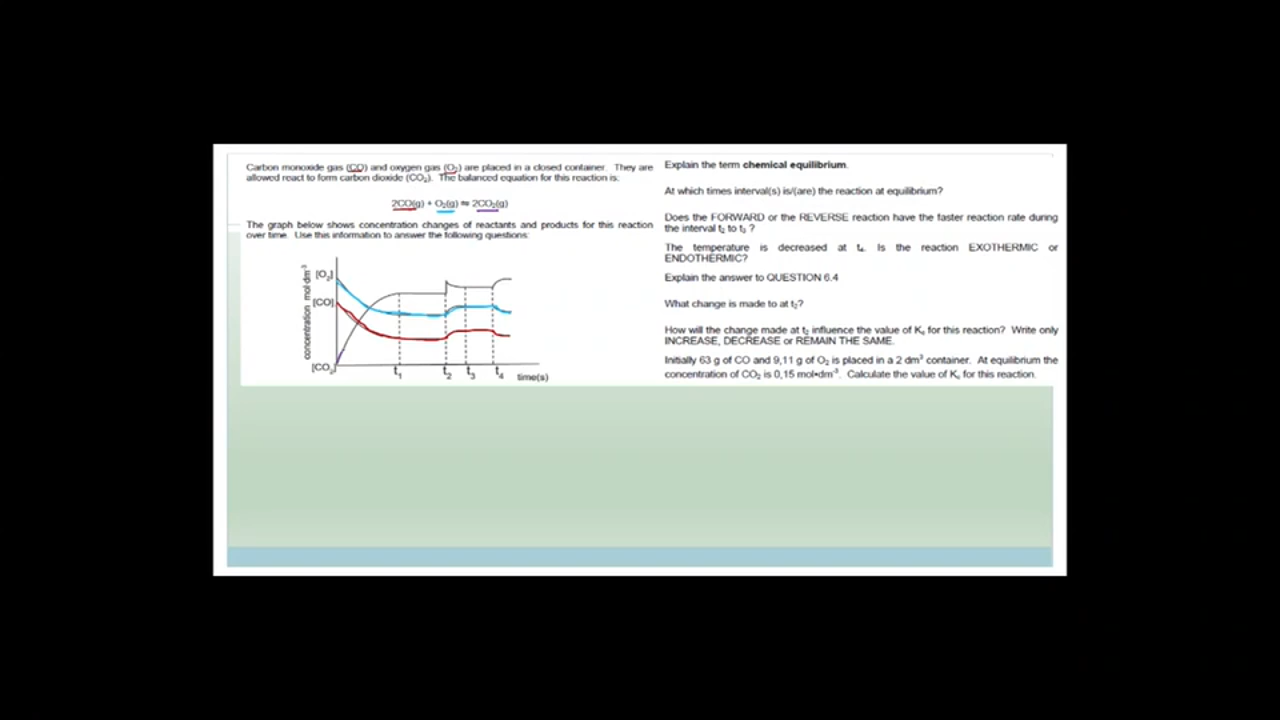 Carbon monoxide gas (CO) and oxygen gas (O₂) are placed in a closed container. They are
allowed react to form carbon dioxide (CO₂). The balanced equation for this reaction is:
2CO(g) + O₂(g) ⇌ 2CO₂(g)
The graph below shows concentration changes of reactants and products for this reaction
over time. Use this information to answer the following questions:
concentration mol·dm⁻³
[O₂]
[CO]
[CO₂]
t₁ t₂ t₃ t₄ time(s)
Explain the term chemical equilibrium.
At which times interval(s) is/(are) the reaction at equilibrium?
Does the FORWARD or the REVERSE reaction have the faster reaction rate during
the interval t₂ to t₃ ?
The temperature is decreased at t₄. Is the reaction EXOTHERMIC or
ENDOTHERMIC?
Explain the answer to QUESTION 6.4
What change is made to at t₂?
How will the change made at t₂ influence the value of Kc for this reaction? Write only
INCREASE, DECREASE or REMAIN THE SAME.
Initially 63 g of CO and 9,11 g of O₂ is placed in a 2 dm³ container. At equilibrium the
concentration of CO₂ is 0,15 mol•dm⁻³. Calculate the value of Kc for this reaction.